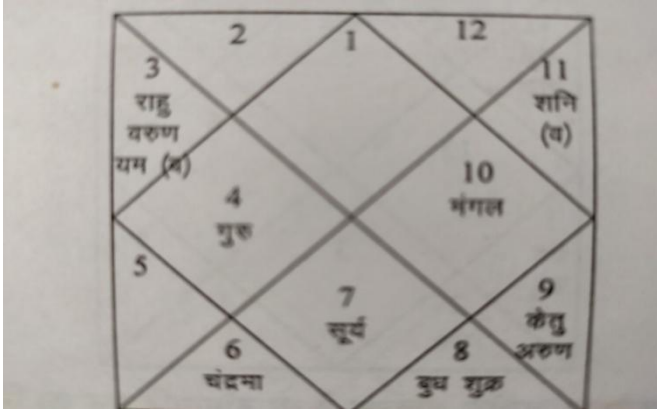 2
1
12
3
राहु
वरुण
यम (व)
11
शनि
(व)
4
गुरु
10
मंगल
5
7
सूर्य
9
केतु
अरुण
6
चंद्रमा
8
बुध शुक्र